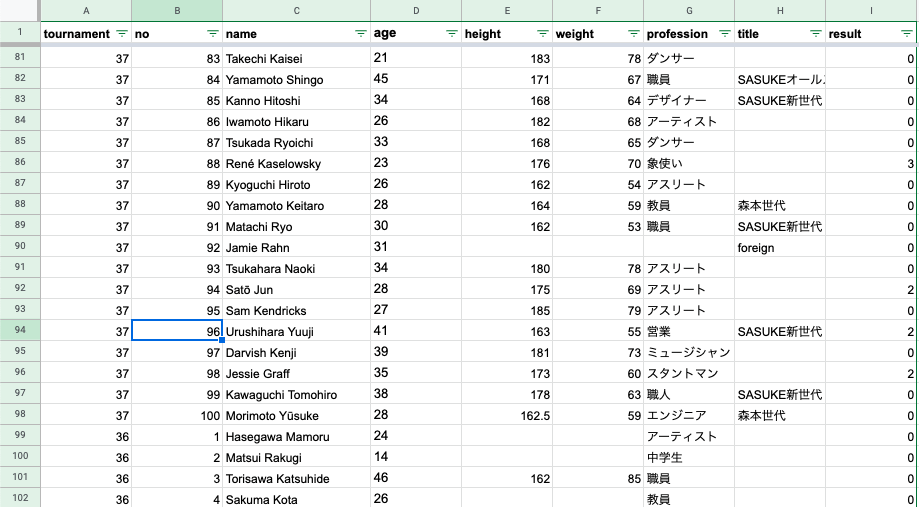 A B C D E F G H I
1 tournament no name age height weight profession title result
81 37 83 Takechi Kaisei 21 183 78 ダンサー 0
82 37 84 Yamamoto Shingo 45 171 67 職員 SASUKEオール 0
83 37 85 Kanno Hitoshi 34 168 64 デザイナー SASUKE新世代 0
84 37 86 Iwamoto Hikaru 26 182 68 アーティスト 0
85 37 87 Tsukada Ryoichi 33 168 65 ダンサー 0
86 37 88 René Kaselowsky 23 176 70 象使い 3
87 37 89 Kyoguchi Hiroto 26 162 54 アスリート 0
88 37 90 Yamamoto Keitaro 28 164 59 教員 森本世代 0
89 37 91 Matachi Ryo 30 162 53 職員 SASUKE新世代 0
90 37 92 Jamie Rahn 31 foreign 0
91 37 93 Tsukahara Naoki 34 180 78 アスリート 0
92 37 94 Satō Jun 28 175 69 アスリート 2
93 37 95 Sam Kendricks 27 185 79 アスリート 0
94 37 96 Urushihara Yuuji 41 163 55 営業 SASUKE新世代 2
95 37 97 Darvish Kenji 39 181 73 ミュージシャン 0
96 37 98 Jessie Graff 35 173 60 スタントマン 2
97 37 99 Kawaguchi Tomohiro 38 178 63 職人 SASUKE新世代 0
98 37 100 Morimoto Yūsuke 28 162.5 59 エンジニア 森本世代 0
99 36 1 Hasegawa Mamoru 24 アーティスト 0
100 36 2 Matsui Rakugi 14 中学生 0
101 36 3 Torisawa Katsuhide 46 162 85 職員 0
102 36 4 Sakuma Kota 26 教員 0